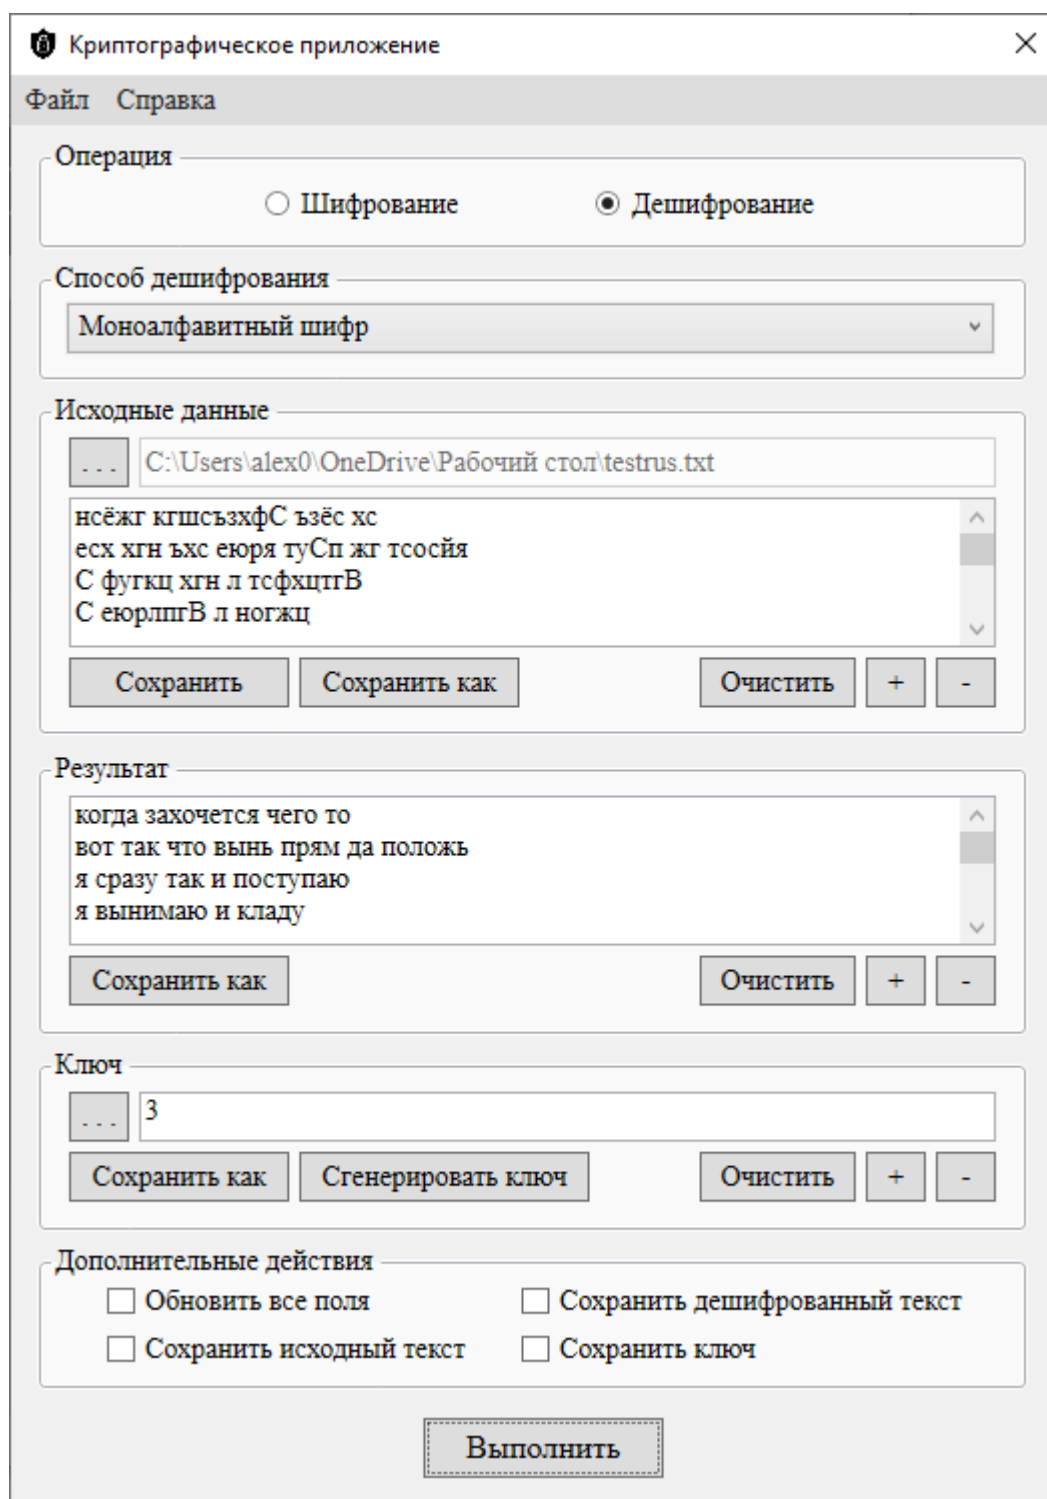 Криптографическое приложение
Файл Справка
Операция
Шифрование Дешифрование
Способ дешифрования
Моноалфавитный шифр
Исходные данные
... C:\Users\alex0\OneDrive\Рабочий стол\testrus.txt
нсёжг кгшсъзхфС ъзёс хс
есх хгн ъхс еюря туСп жг тсосйя
С фугкц хгн л тсфхцтгВ
С еюрлпгВ л ногжц
Сохранить Сохранить как Очистить + -
Результат
когда захочется чего то
вот так что вынь прям да положь
я сразу так и поступаю
я вынимаю и кладу
Сохранить как Очистить + -
Ключ
... 3
Сохранить как Сгенерировать ключ Очистить + -
Дополнительные действия
Обновить все поля Сохранить дешифрованный текст
Сохранить исходный текст Сохранить ключ
Выполнить